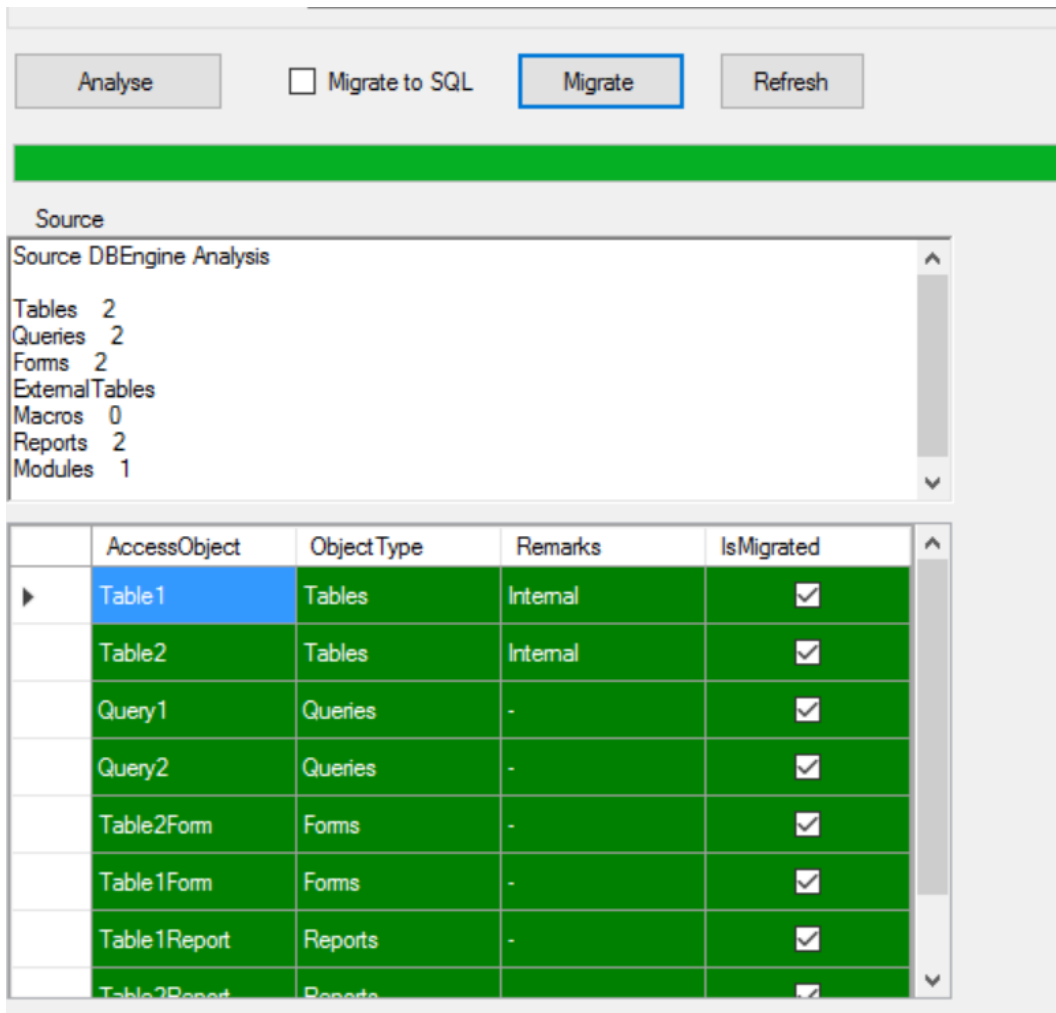 Analyse Migrate to SQL Migrate Refresh
Source
Source DBEngine Analysis
Tables 2
Queries 2
Forms 2
ExternalTables
Macros 0
Reports 2
Modules 1
AccessObject ObjectType Remarks IsMigrated
Table1 Tables Internal
Table2 Tables Internal
Query1 Queries -
Query2 Queries -
Table2Form Forms -
Table1Form Forms -
Table1Report Reports -
Table2Report Reports